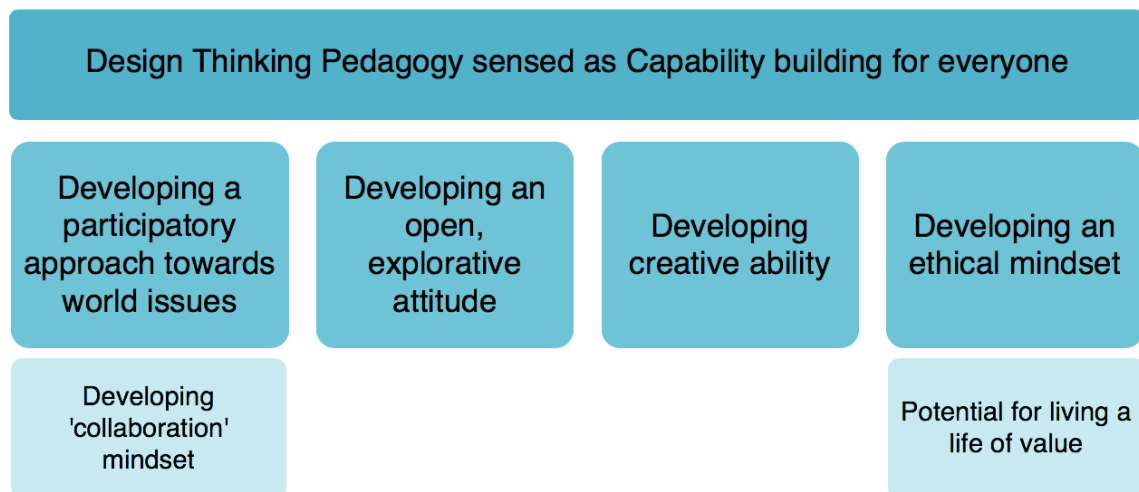 Design Thinking Pedagogy sensed as Capability building for everyone
Developing a
participatory
approach towards
world issues
Developing an
open,
explorative
attitude
Developing
creative ability
Developing an
ethical mindset
Developing
'collaboration'
mindset
Potential for living a
life of value